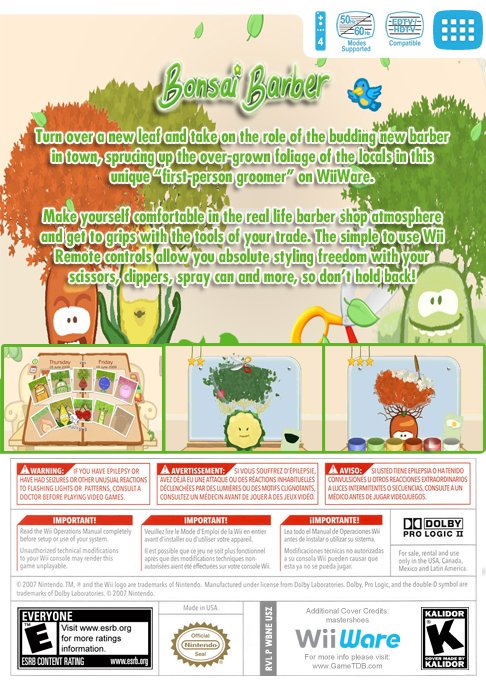 4
50Hz
60Hz
Modes
Supported
EDTV/
HDTV
Compatible
Bonsai Barber
Turn over a new leaf and take on the role of the budding new barber
in town, sprucing up the over-grown foliage of the locals in this
unique "first-person groomer" on WiiWare.
Make yourself comfortable in the real life barber shop atmosphere
and get to grips with the tools of your trade. The simple to use Wii
Remote controls allow you absolute styling freedom with your
scissors, clippers, spray can and more, so don't hold back!
Thursday Friday
WARNING: IF YOU HAVE EPILEPSY OR
HAVE HAD SEIZURES OR OTHER UNUSUAL REACTIONS
TO FLASHING LIGHTS OR PATTERNS, CONSULT A
DOCTOR BEFORE PLAYING VIDEO GAMES.
AVERTISSEMENT: SI VOUS SOUFFREZ D'ÉPILEPSIE,
AVEZ DÉJÀ EU UNE ATTAQUE OU DES RÉACTIONS INHABITUELLES
DÉCLENCHÉES PAR DES LUMIÈRES OU DES MOTIFS CLIGNOTANTS,
CONSULTEZ UN MÉDECIN AVANT DE JOUER À DES JEUX VIDÉO.
AVISO: SI USTED TIENE EPILEPSIA O HA TENIDO
CONVULSIONES U OTROS REACCIONES EXTRAORDINARIOS
A LUCES INTERMITENTES O SECUENCIAS, CONSULTE A UN
MÉDICO ANTES DE JUGAR VIDEOJUEGOS.
IMPORTANT!
Read the Wii Operations Manual completely
before setup or use of your system.
Unauthorized technical modifications
to your Wii console may render this
game unplayable.
IMPORTANT!
Veuillez lire le Mode d'Emploi de la Wii en entier
avant d'installer ou d'utiliser votre appareil.
Il est possible que ce jeu ne soit plus fonctionnel
après que des modifications techniques non-
autorisées aient été effectuées sur votre console Wii.
¡IMPORTANTE!
Lea todo el Manual de Operaciones Wii
antes de instalar o utilizar su sistema.
Modificaciones técnicas no autorizadas
a su consola Wii pueden causar que
esta ya no se pueda jugar.
DOLBY
PRO LOGIC II
For sale, rental and use
only in the USA, Canada,
Mexico and Latin America.
© 2007 Nintendo. TM, ® and the Wii logo are trademarks of Nintendo. Manufactured under license from Dolby Laboratories. Dolby, Pro Logic, and the double-D symbol are
trademarks of Dolby Laboratories. © 2007 Nintendo.
EVERYONE
E
Visit www.esrb.org
for more ratings
information.
ESRB CONTENT RATING www.esrb.org
Made in USA
Official
Nintendo
Seal
RVL P WBNE USZ
Additional Cover Credits
mastershoes
WiiWare
For more info please visit:
www.GameTDB.com
KALIDOR
K
COVER MADE BY
KALIDOR